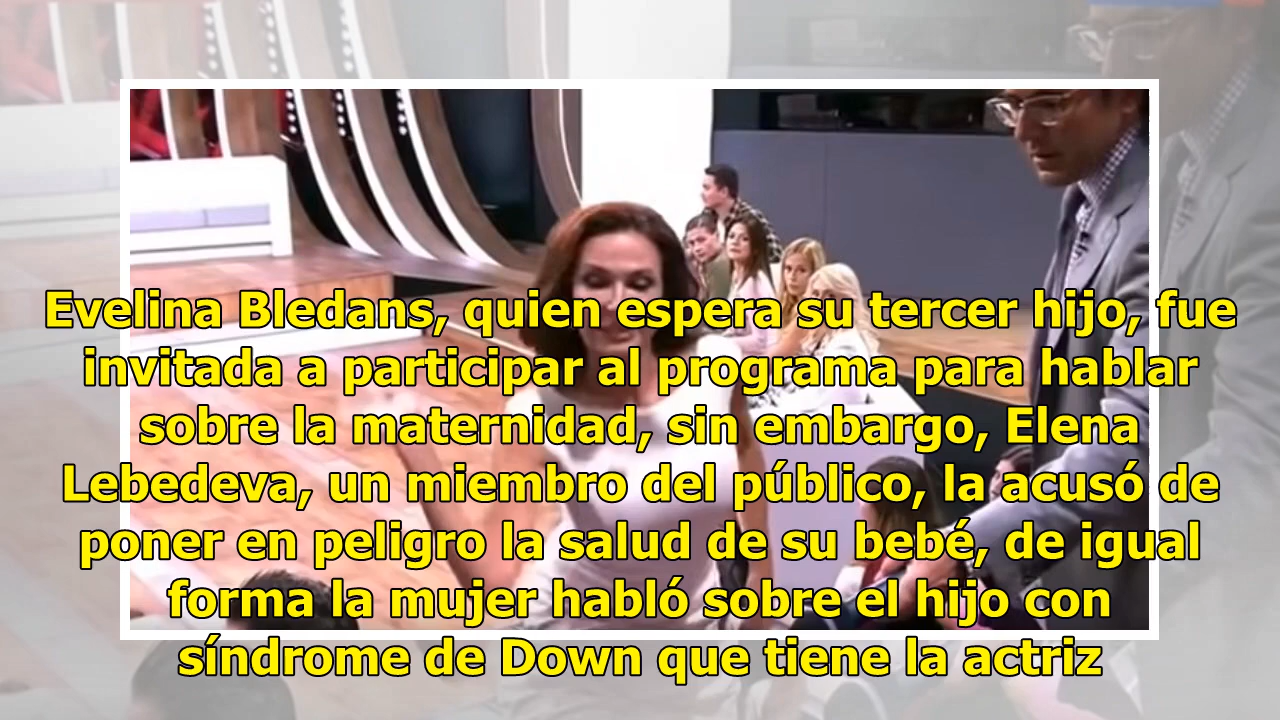 Evelina Bledans, quien espera su tercer hijo, fue
invitada a participar al programa para hablar
sobre la maternidad, sin embargo, Elena
Lebedeva, un miembro del público, la acusó de
poner en peligro la salud de su bebé, de igual
forma la mujer habló sobre el hijo con
síndrome de Down que tiene la actriz